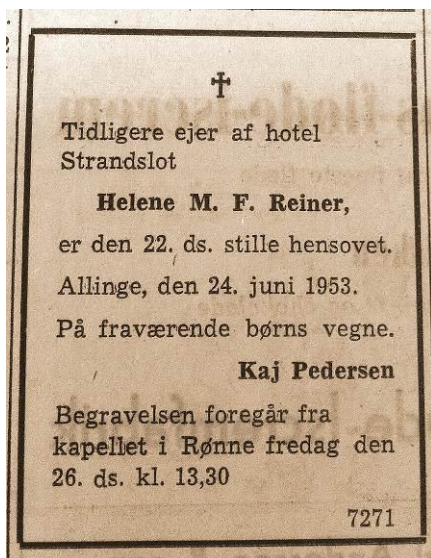 ✝
Tidligere ejer af hotel
Strandslot
Helene M. F. Reiner,
er den 22. ds. stille hensovet.
Allinge, den 24. juni 1953.
På fraværende børns vegne.
Kaj Pedersen
Begravelsen foregår fra
kapellet i Rønne fredag den
26. ds. kl. 13,30
7271